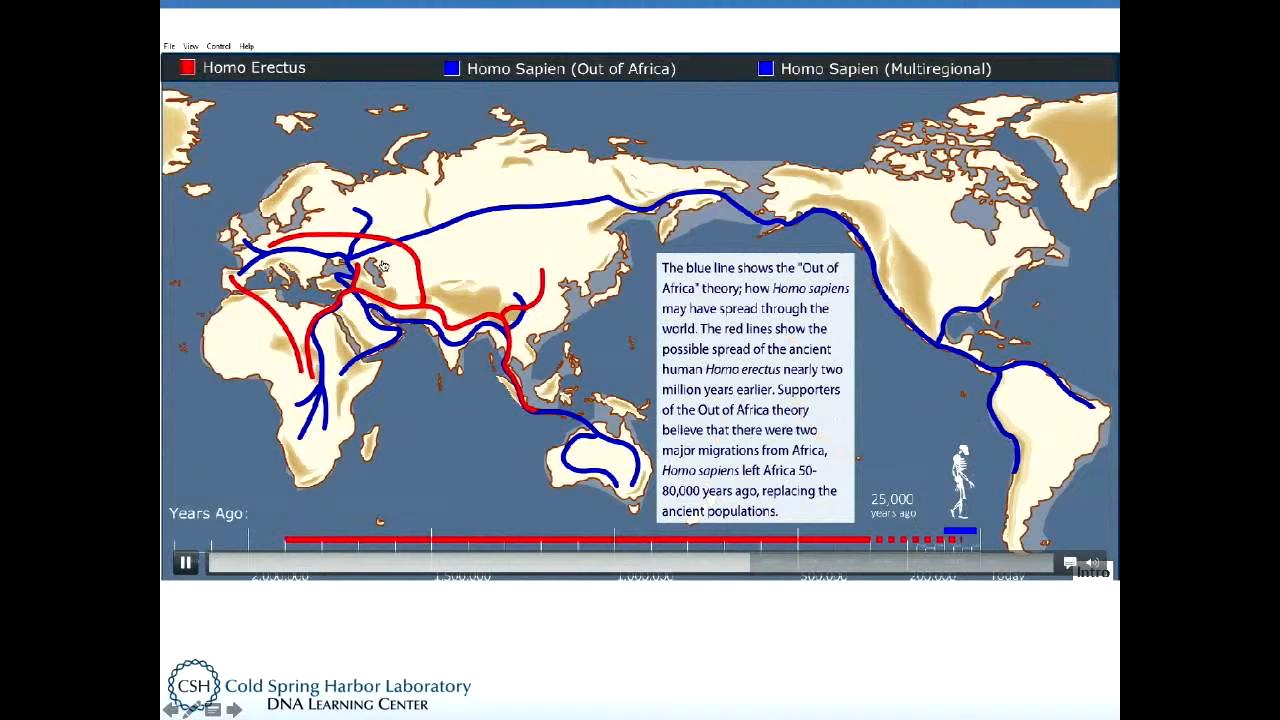 File View Control Help
Homo Erectus
Homo Sapien (Out of Africa)
Homo Sapien (Multiregional)
The blue line shows the "Out of
Africa" theory; how Homo sapiens
may have spread through the
world. The red lines show the
possible spread of the ancient
human Homo erectus nearly two
million years earlier. Supporters
of the Out of Africa theory
believe that there were two
major migrations from Africa,
Homo sapiens left Africa 50-
80,000 years ago, replacing the
ancient populations.
25,000
years ago
Years Ago:
2,000,000 1,500,000 1,000,000 500,000 200,000 Today
Intro
CSH Cold Spring Harbor Laboratory
DNA LEARNING CENTER